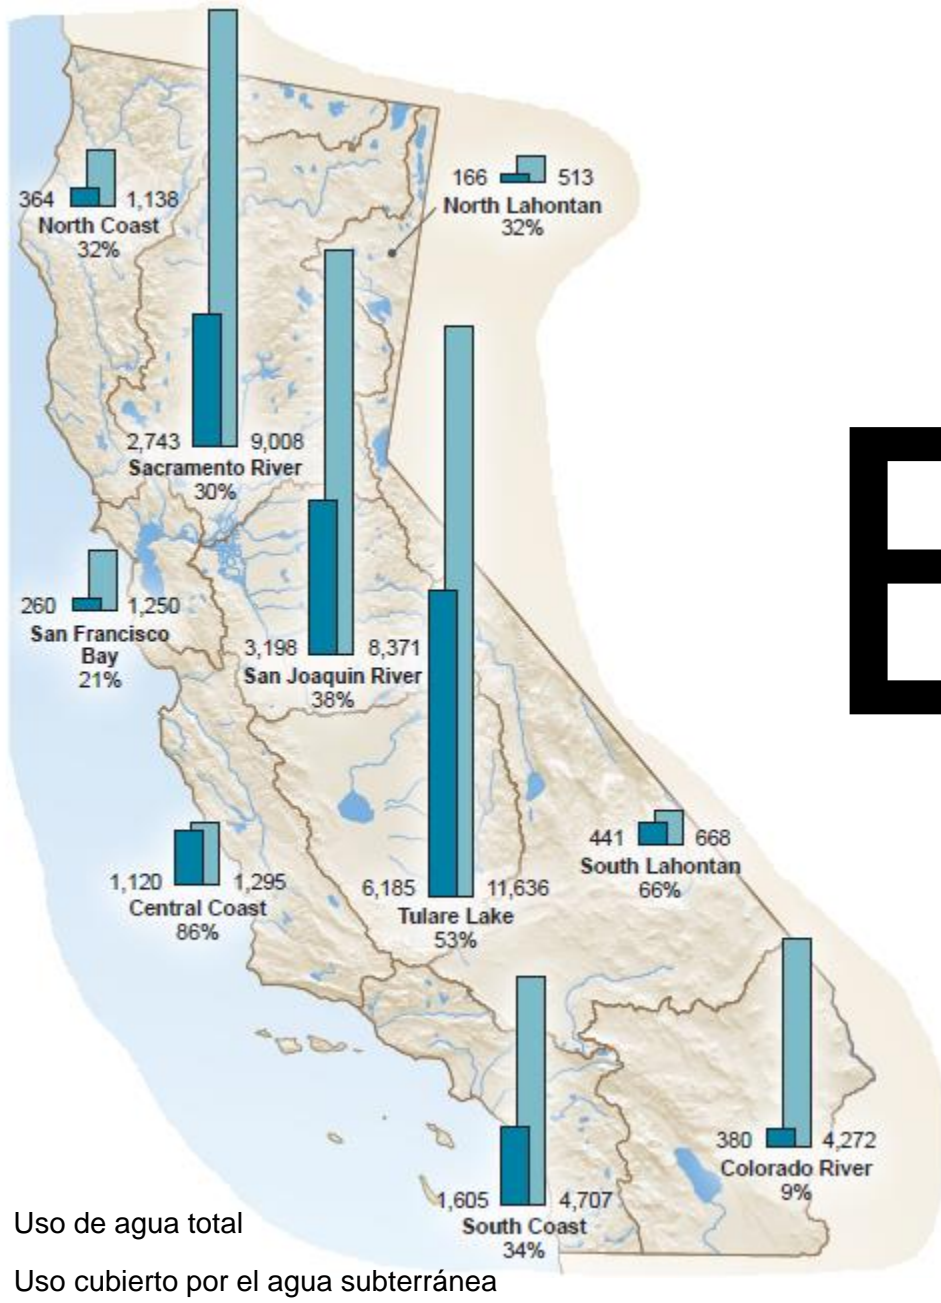 166 513
North Lahontan
32%
364 1,138
North Coast
32%
2,743 9,008
Sacramento River
30%
E
260 1,250
San Francisco
Bay
21%
3,198 8,371
San Joaquin River
38%
441 668
South Lahontan
66%
1,120 1,295
Central Coast
86%
6,185 11,636
Tulare Lake
53%
380 4,272
Colorado River
9%
1,605 4,707
South Coast
34%
Uso de agua total
Uso cubierto por el agua subterránea